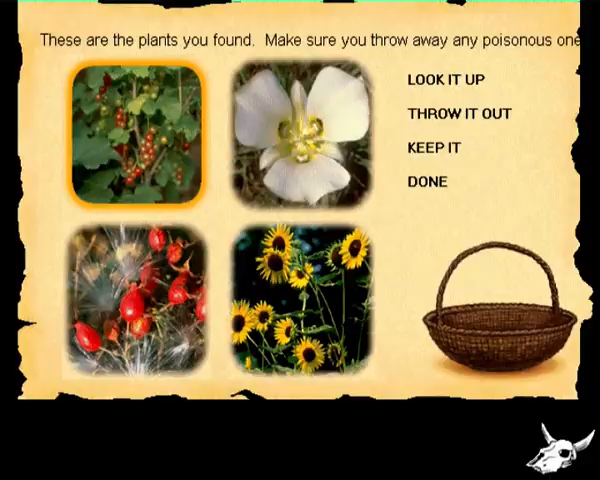 These are the plants you found. Make sure you throw away any poisonous one
LOOK IT UP
THROW IT OUT
KEEP IT
DONE